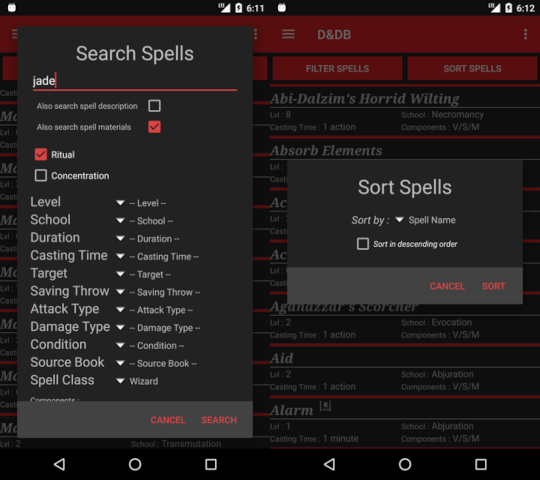 6:11
Search Spells
jade
Also search spell description
Also search spell materials
Ritual
Concentration
Level -- Level --
School -- School --
Duration -- Duration --
Casting Time -- Casting Time --
Target -- Target --
Saving Throw -- Saving Throw --
Attack Type -- Attack Type --
Damage Type -- Damage Type --
Condition -- Condition --
Source Book -- Source Book --
Spell Class Wizard
Components :
CANCEL SEARCH
Lvl : 2 School : Transmutation
6:12
D&DB
FILTER SPELLS SORT SPELLS
Abi-Dalzim's Horrid Wilting
Lvl : 8 School : Necromancy
Casting Time : 1 action Components : V/S/M
Absorb Elements
Sort Spells
Sort by : Spell Name
Sort in descending order
CANCEL SORT
Aganazzar's Scorcher
Lvl : 2 School : Evocation
Casting Time : 1 action Components : V/S/M
Aid
Lvl : 2 School : Abjuration
Casting Time : 1 action Components : V/S/M
Alarm R
Lvl : 1 School : Abjuration
Casting Time : 1 minute Components : V/S/M